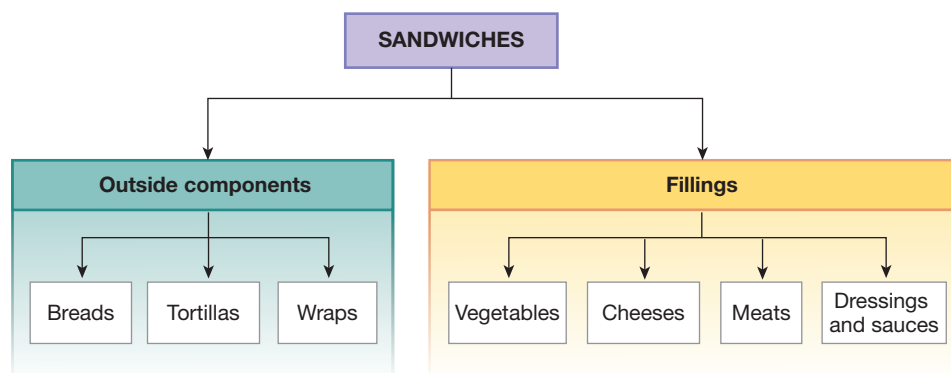 SANDWICHES
Outside components
Fillings
Breads
Tortillas
Wraps
Vegetables
Cheeses
Meats
Dressings
and sauces